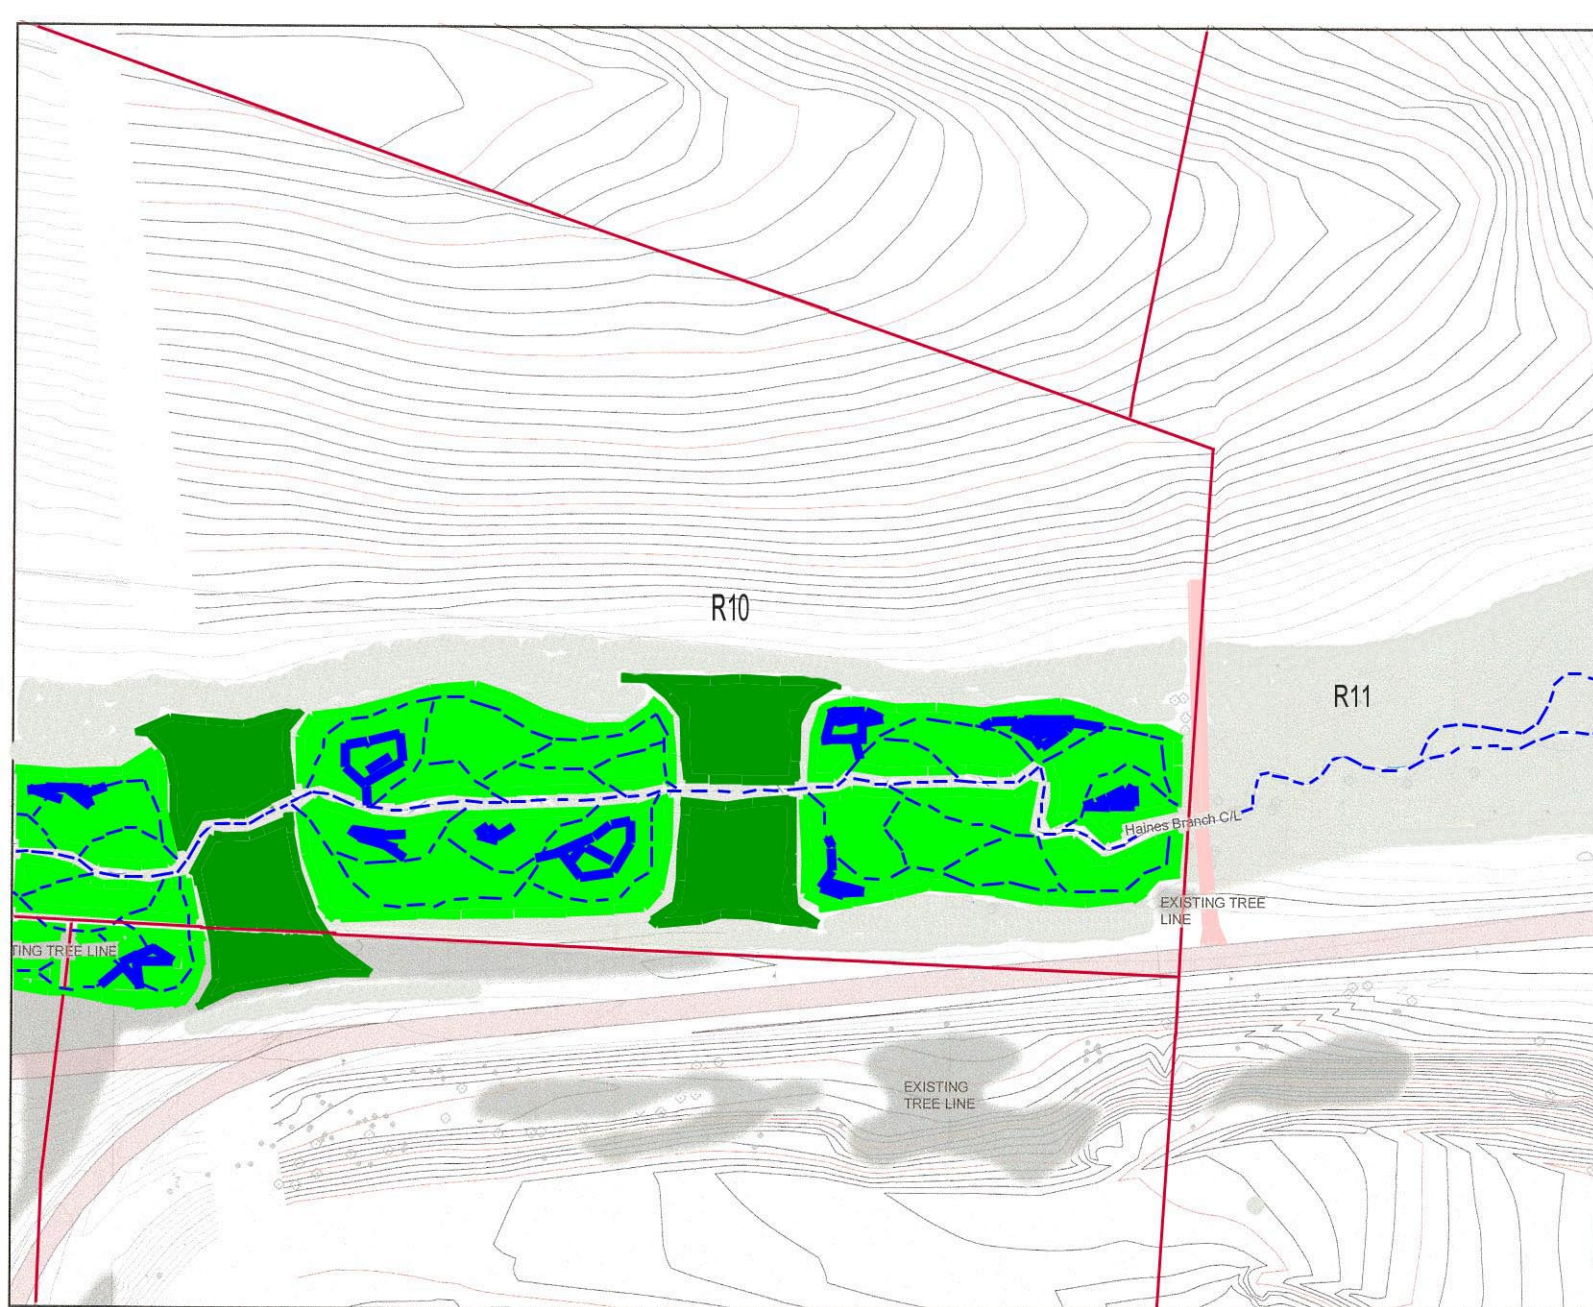 R10
R11
Haines Branch C/L
EXISTING TREE
LINE
TING TREE LINE
EXISTING
TREE LINE